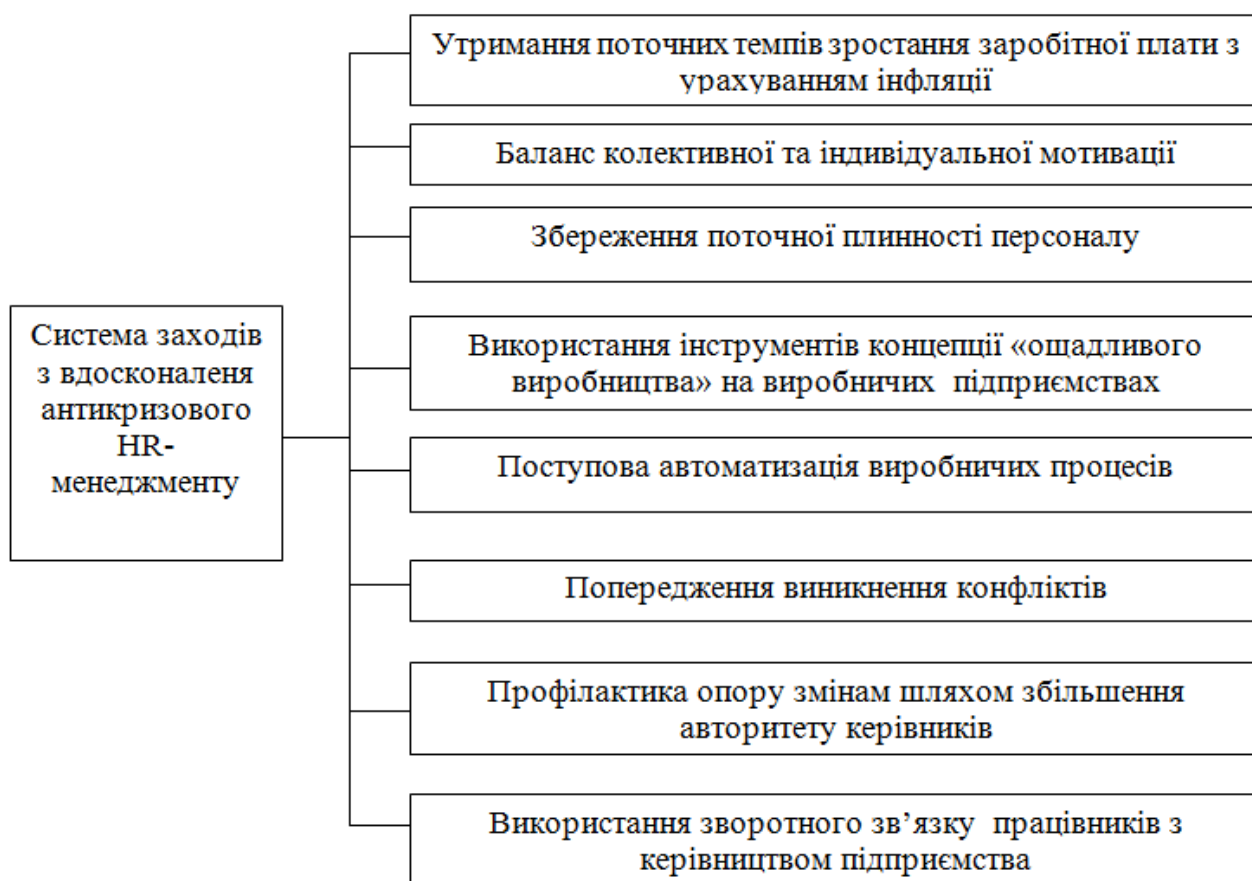 Утримання поточних темпів зростання заробітної плати з
урахуванням інфляції
Баланс колективної та індивідуальної мотивації
Збереження поточної плинності персоналу
Система заходів
з вдосконаленя
антикризового
HR-
менеджменту
Використання інструментів концепції «ощадливого
виробництва» на виробничих підприємствах
Поступова автоматизація виробничих процесів
Попередження виникнення конфліктів
Профілактика опору змінам шляхом збільшення
авторитету керівників
Використання зворотного зв’язку працівників з
керівництвом підприємства